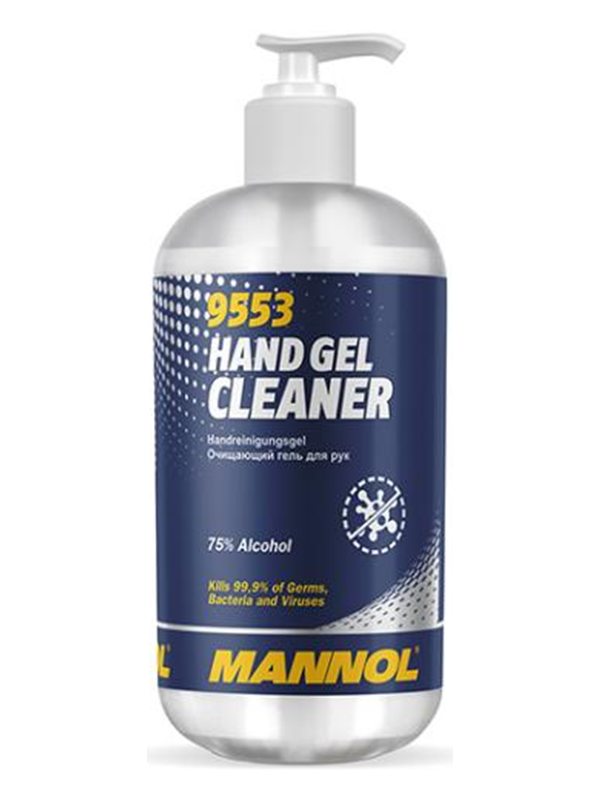 9553
HAND GEL
CLEANER
Handreinigungsgel
Очищающий гель для рук
75% Alcohol
Kills 99,9% of Germs,
Bacteria and Viruses
MANNOL